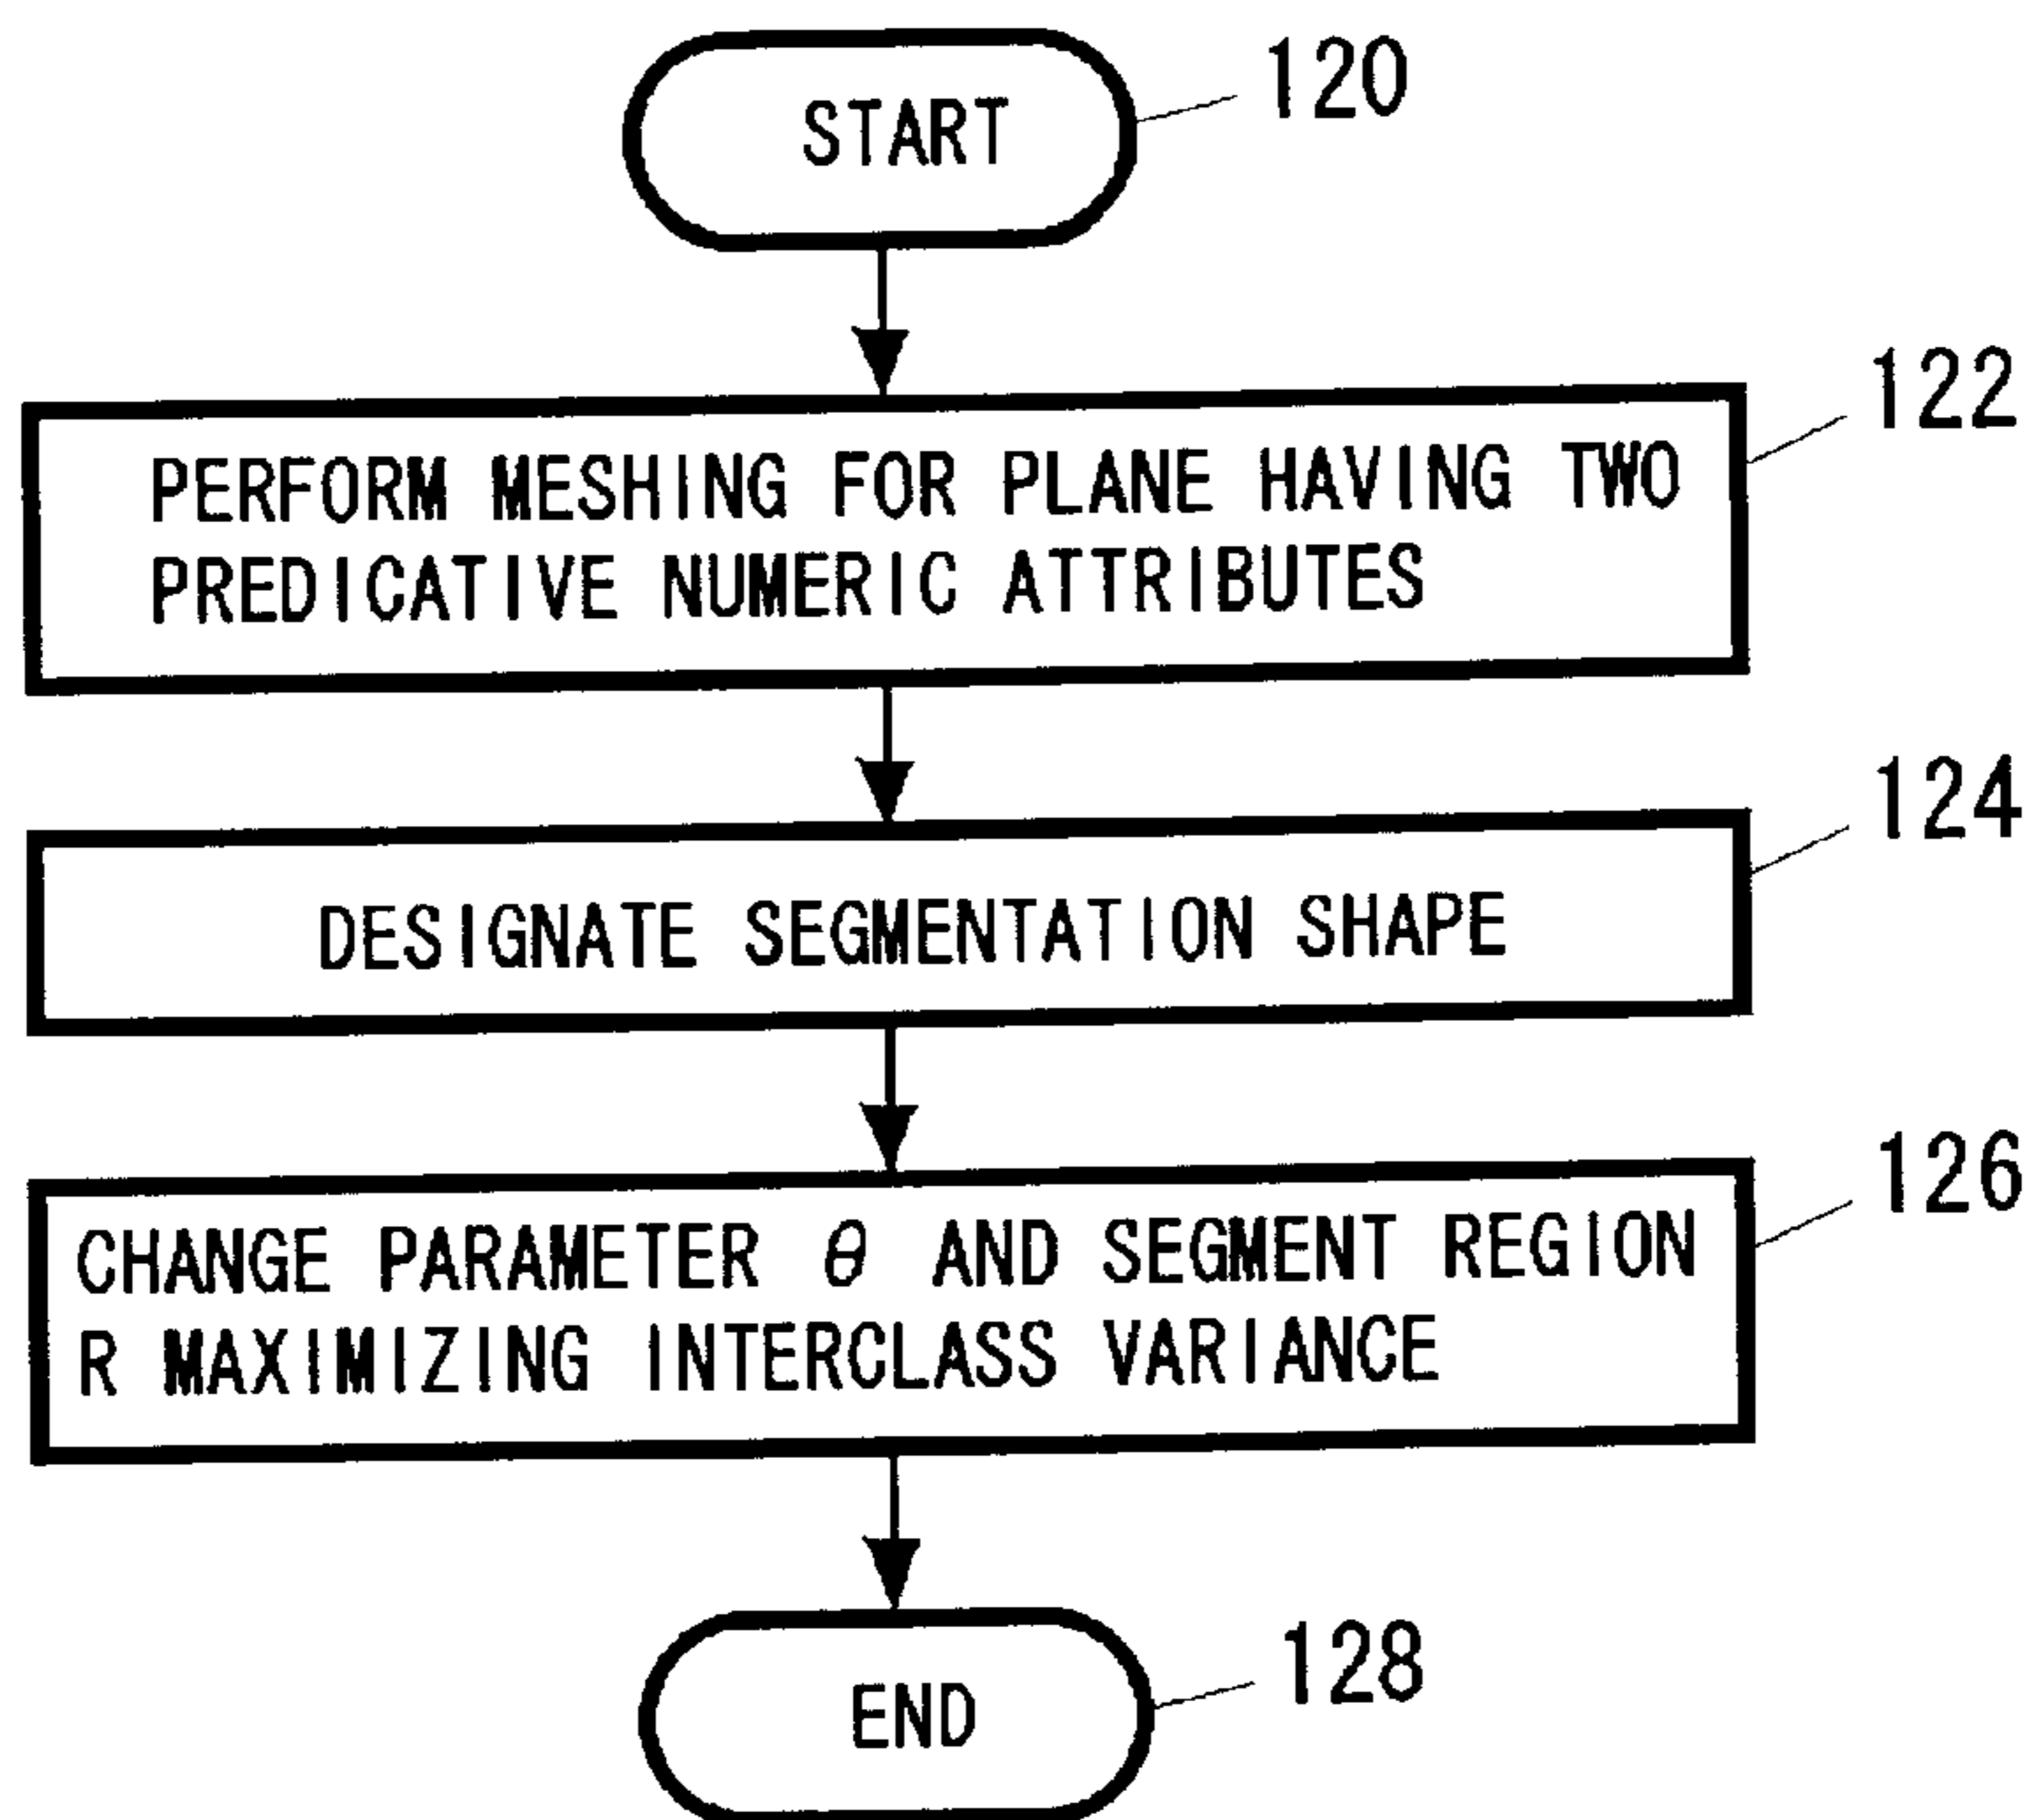 START
120
122
PERFORM MESHING FOR PLANE HAVING TWO
PREDICATIVE NUMERIC ATTRIBUTES
124
DESIGNATE SEGMENTATION SHAPE
126
CHANGE PARAMETER θ AND SEGMENT REGION
R MAXIMIZING INTERCLASS VARIANCE
128
END